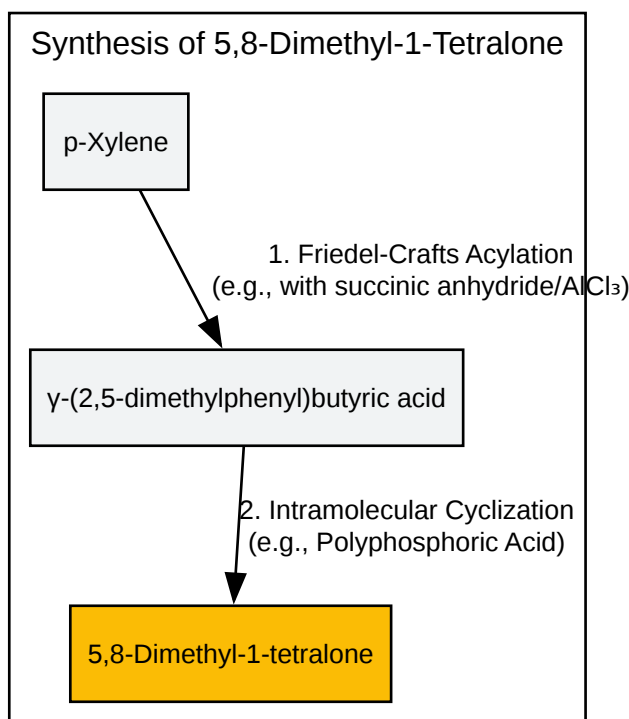 Synthesis of 5,8-Dimethyl-1-Tetralone
p-Xylene
1. Friedel-Crafts Acylation
(e.g., with succinic anhydride/AlCl₃)
γ-(2,5-dimethylphenyl)butyric acid
2. Intramolecular Cyclization
(e.g., Polyphosphoric Acid)
5,8-Dimethyl-1-tetralone